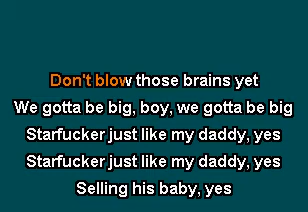 Don't blow those brains yet
We gotta be big, boy, we gotta be big
Starfucker just like my daddy, yes
Starfucker just like my daddy, yes
Selling his baby, yes